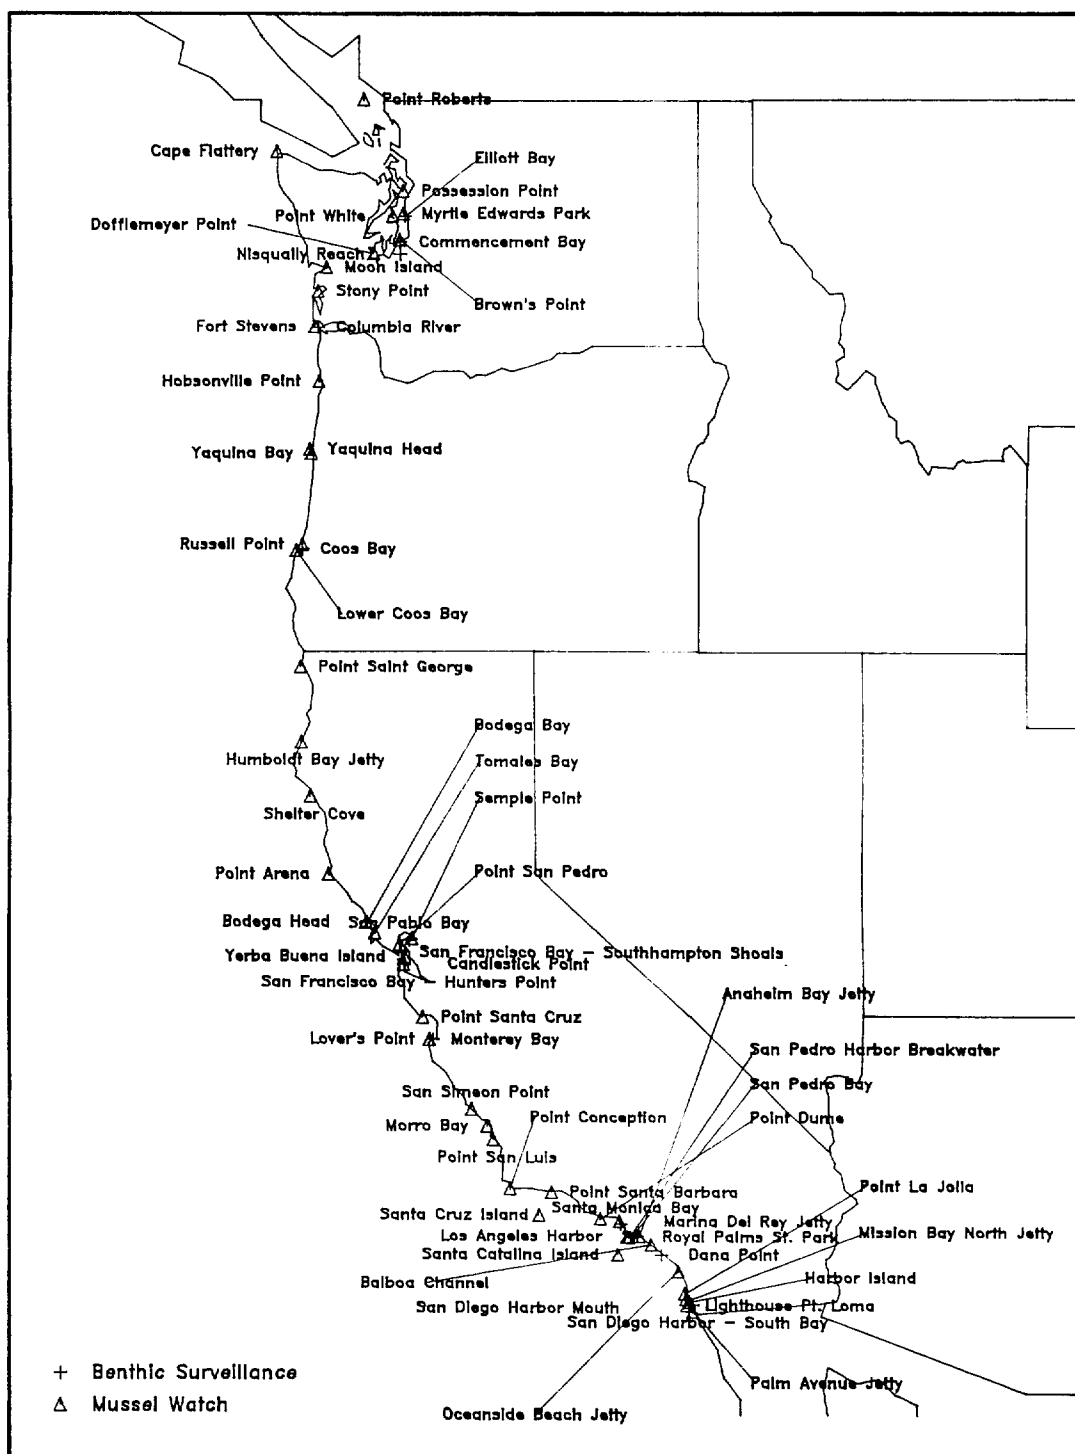 Point Roberts
Cape Flattery
Elliott Bay
Possession Point
Point White
Myrtle Edwards Park
Dofflemeyer Point
Commencement Bay
Nisqually Reach
Moon Island
Stony Point
Brown's Point
Fort Stevens
Columbia River
Hobsonville Point
Yaquina Bay
Yaquina Head
Russell Point
Coos Bay
Lower Coos Bay
Point Saint George
Bodega Bay
Humboldt Bay Jetty
Tomales Bay
Semple Point
Shelter Cove
Point Arena
Point San Pedro
Bodega Head
San Pablo Bay
Yerba Buena Island
San Francisco Bay - Southhampton Shoals
Candlestick Point
San Francisco Bay - Hunters Point
Anaheim Bay Jetty
Point Santa Cruz
Lover's Point
Monterey Bay
San Pedro Harbor Breakwater
San Pedro Bay
San Simeon Point
Point Conception
Point Dume
Morro Bay
Point San Luis
Point La Jolla
Point Santa Barbara
Santa Monica Bay
Santa Cruz Island
Marina Del Rey Jetty
Mission Bay North Jetty
Los Angeles Harbor
Royal Palms St. Park
Santa Catalina Island
Dana Point
Balboa Channel
Harbor Island
San Diego Harbor Mouth
Lighthouse Pt. Loma
San Diego Harbor - South Bay
+ Benthic Surveillance
Palm Avenue Jetty
△ Mussel Watch
Oceanside Beach Jetty